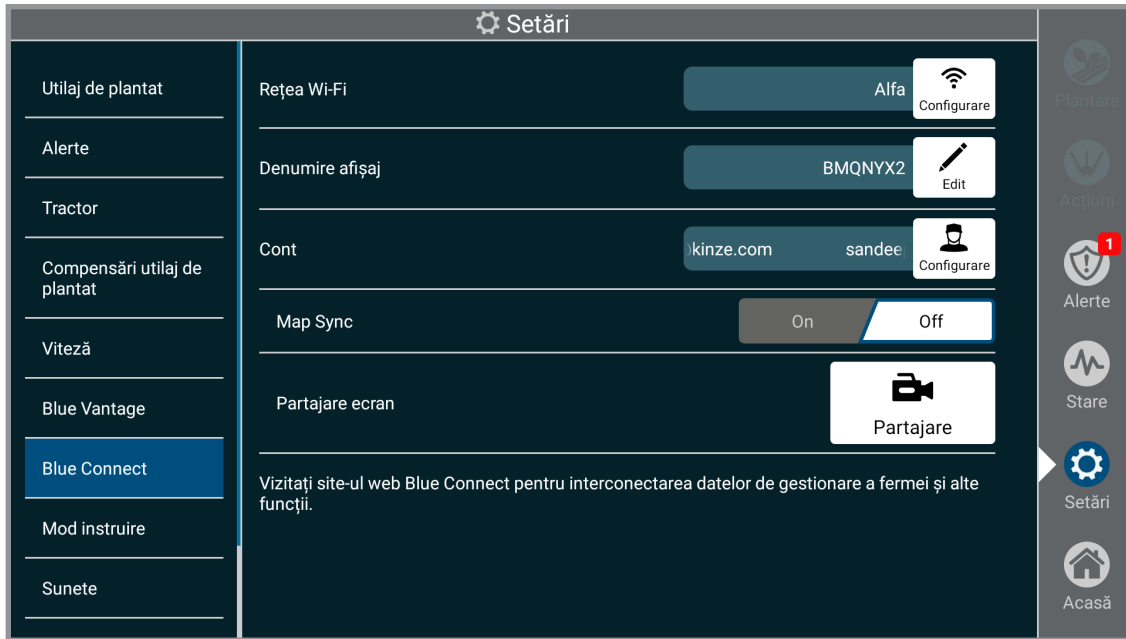 Setări
Utilaj de plantat
Alerte
Tractor
Compensări utilaj de
plantat
Viteză
Blue Vantage
Blue Connect
Mod instruire
Sunete
Rețea Wi-Fi
Alfa
Configurare
Denumire afișaj
BMQNYX2
Edit
Cont
kinze.com sandee
Configurare
Map Sync
On
Off
Partajare ecran
Partajare
Vizitați site-ul web Blue Connect pentru interconectarea datelor de gestionare a fermei și alte
funcții.
Plantare
Acțiuni
1
Alerte
Stare
Setări
Acasă